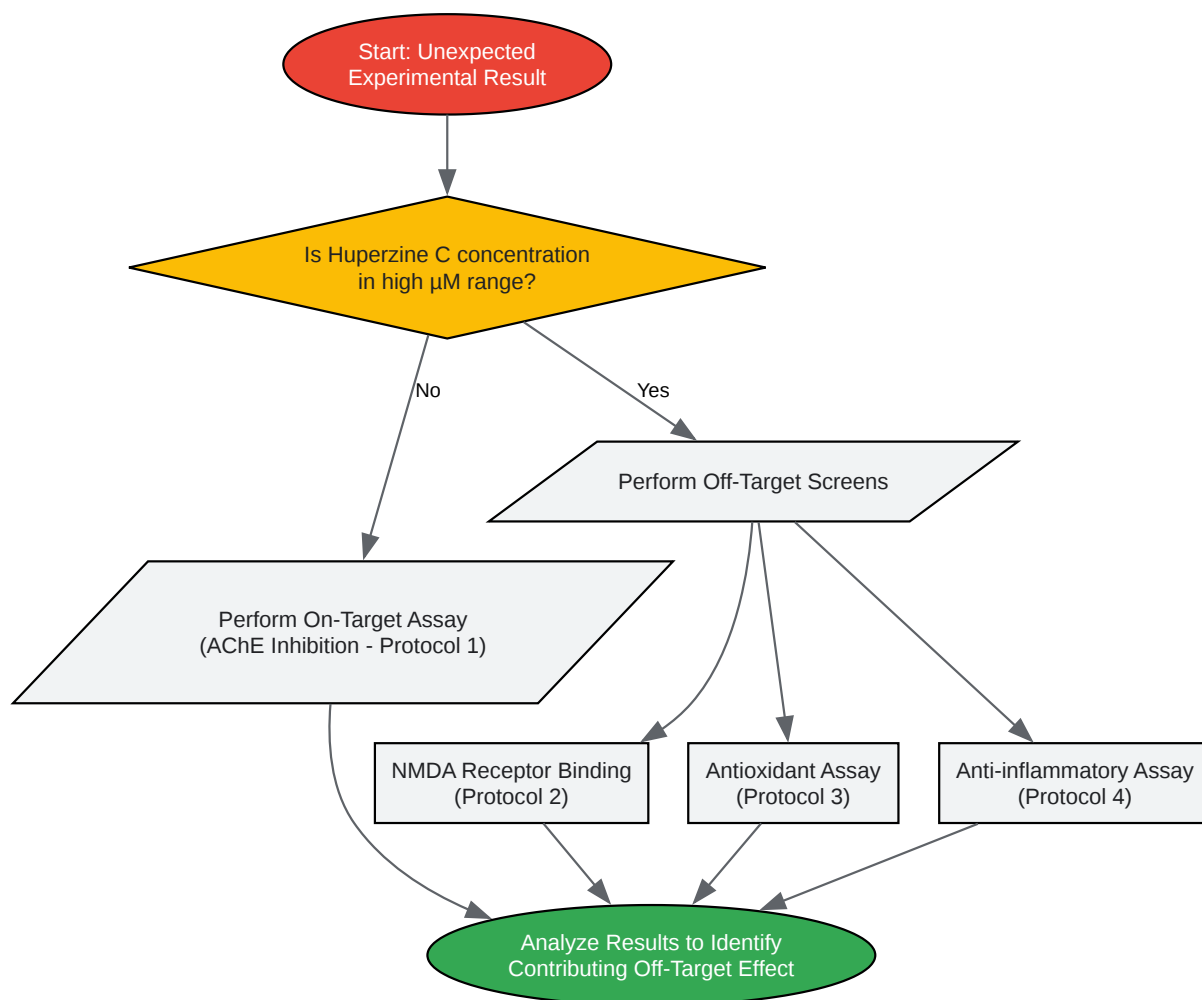 Start: Unexpected
Experimental Result
Is Huperzine C concentration
in high µM range?
No
Yes
Perform Off-Target Screens
Perform On-Target Assay
(AChE Inhibition - Protocol 1)
NMDA Receptor Binding
(Protocol 2)
Antioxidant Assay
(Protocol 3)
Anti-inflammatory Assay
(Protocol 4)
Analyze Results to Identify
Contributing Off-Target Effect